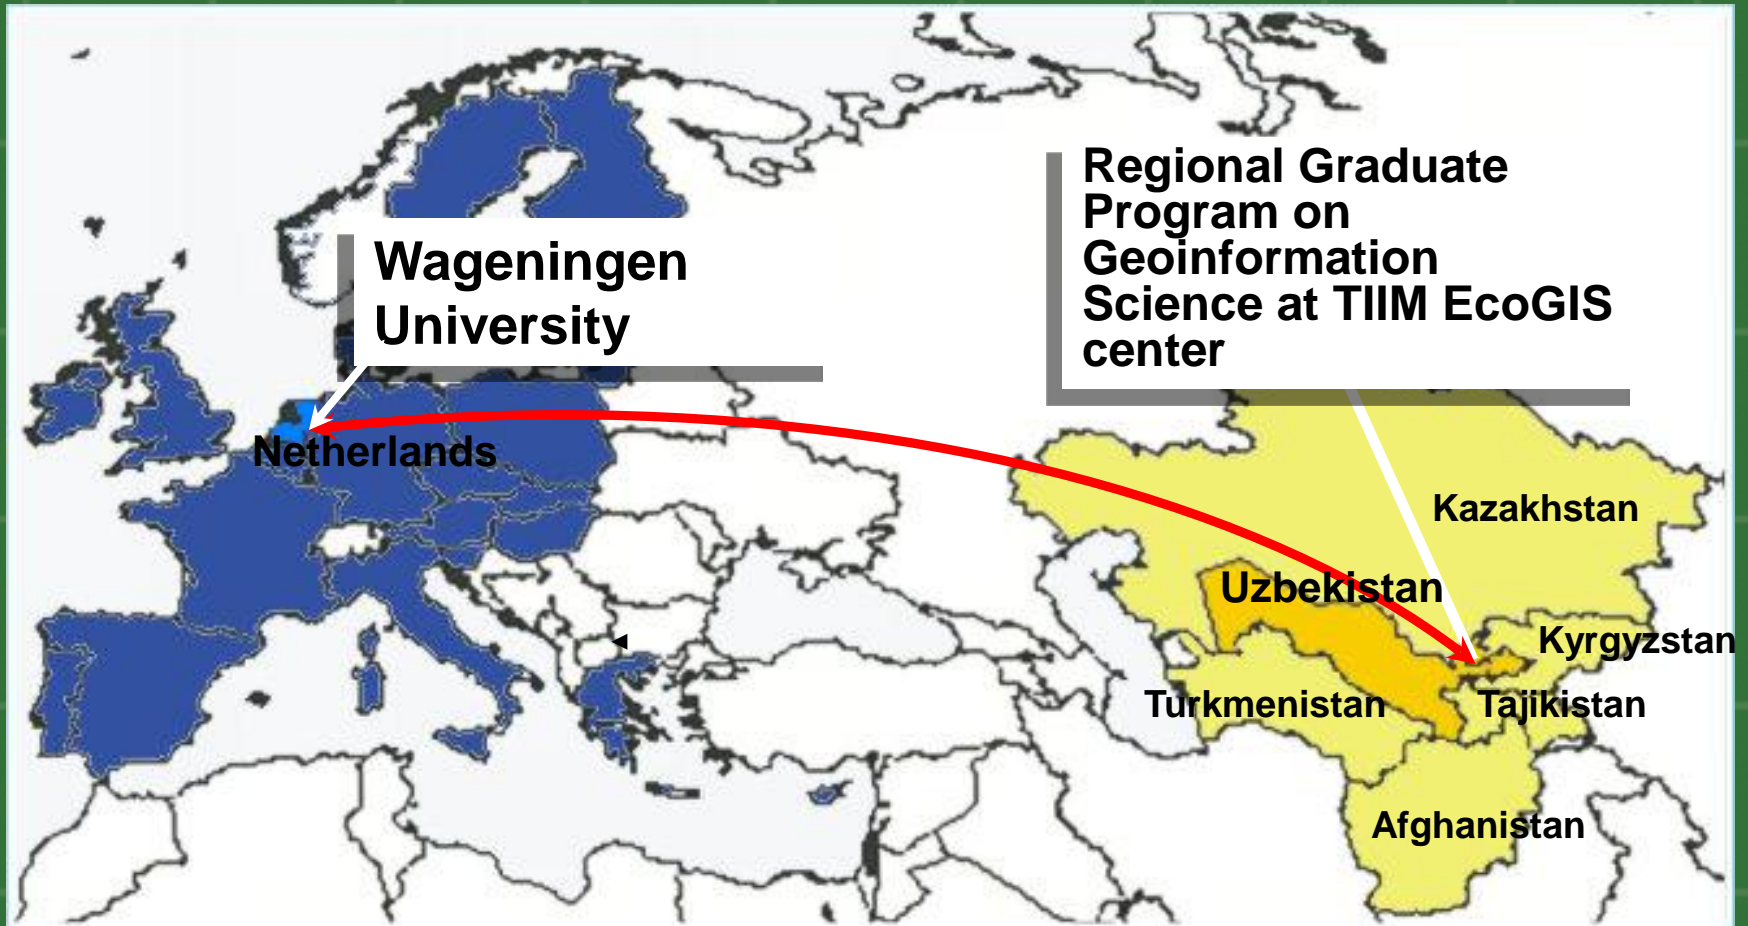 Regional Graduate
Program on
Geoinformation
Science at TIIM EcoGIS
center
Wageningen
University
Netherlands
Kazakhstan
Uzbekistan
Kyrgyzstan
Turkmenistan
Tajikistan
Afghanistan